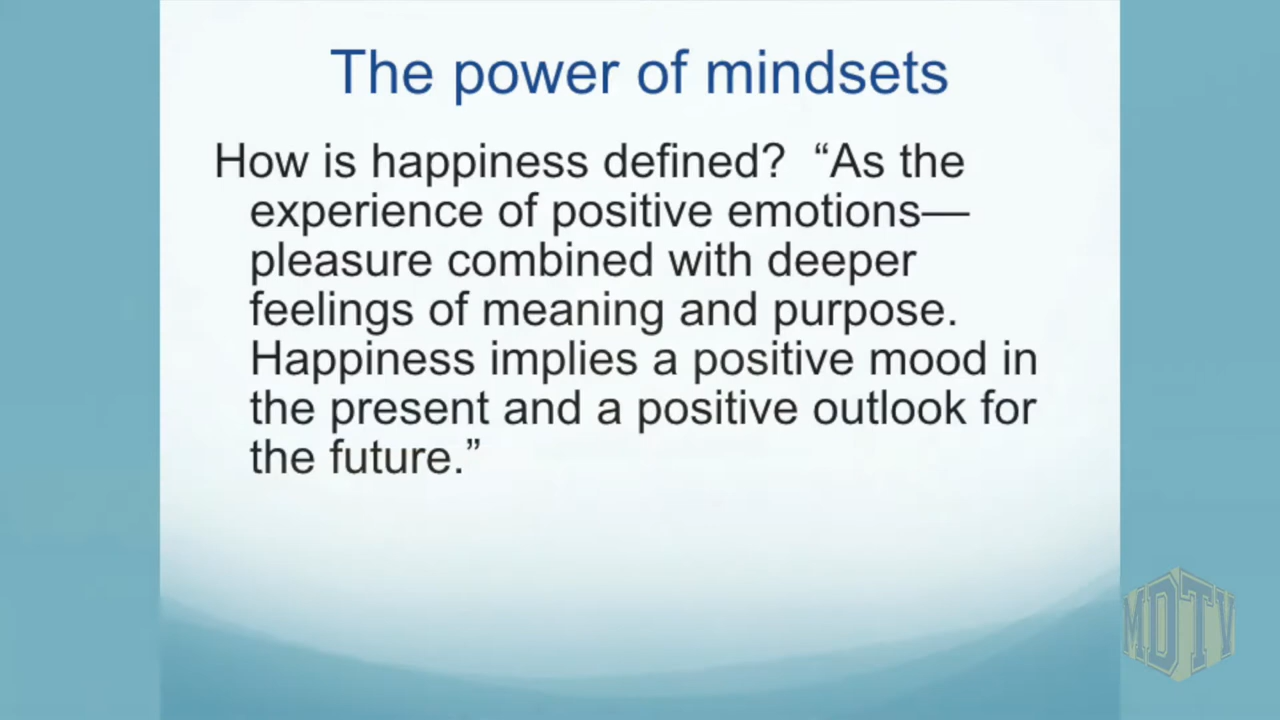 The power of mindsets
How is happiness defined?  “As the
experience of positive emotions—
pleasure combined with deeper
feelings of meaning and purpose.
Happiness implies a positive mood in
the present and a positive outlook for
the future.”
MDTV